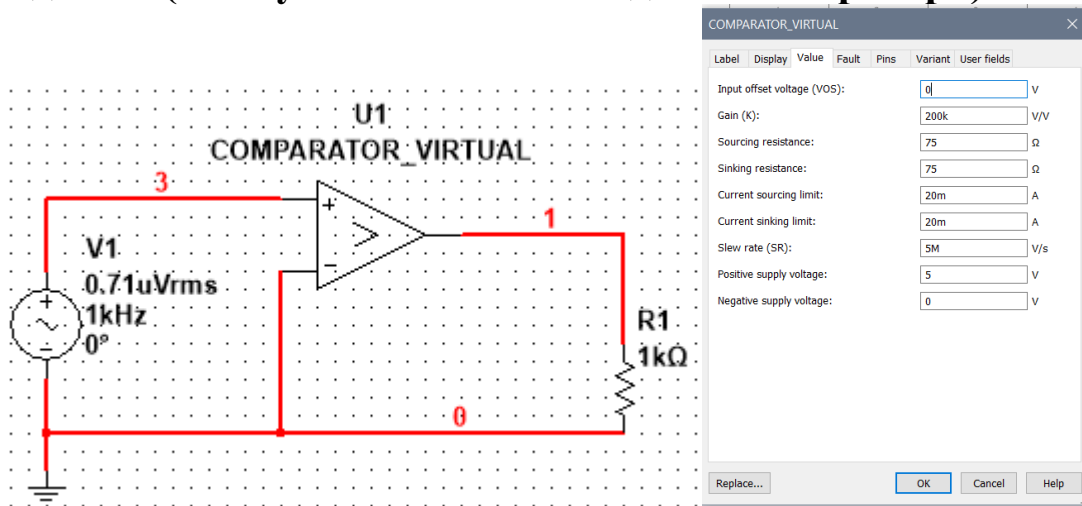 U1
COMPARATOR_VIRTUAL
3
1
V1
0.71uVrms
1kHz
0°
R1
1kΩ
0
COMPARATOR_VIRTUAL
Label Display Value Fault Pins Variant User fields
Input offset voltage (VOS): 0 V
Gain (K): 200k V/V
Sourcing resistance: 75 Ω
Sinking resistance: 75 Ω
Current sourcing limit: 20m A
Current sinking limit: 20m A
Slew rate (SR): 5M V/s
Positive supply voltage: 5 V
Negative supply voltage: 0 V
Replace... OK Cancel Help